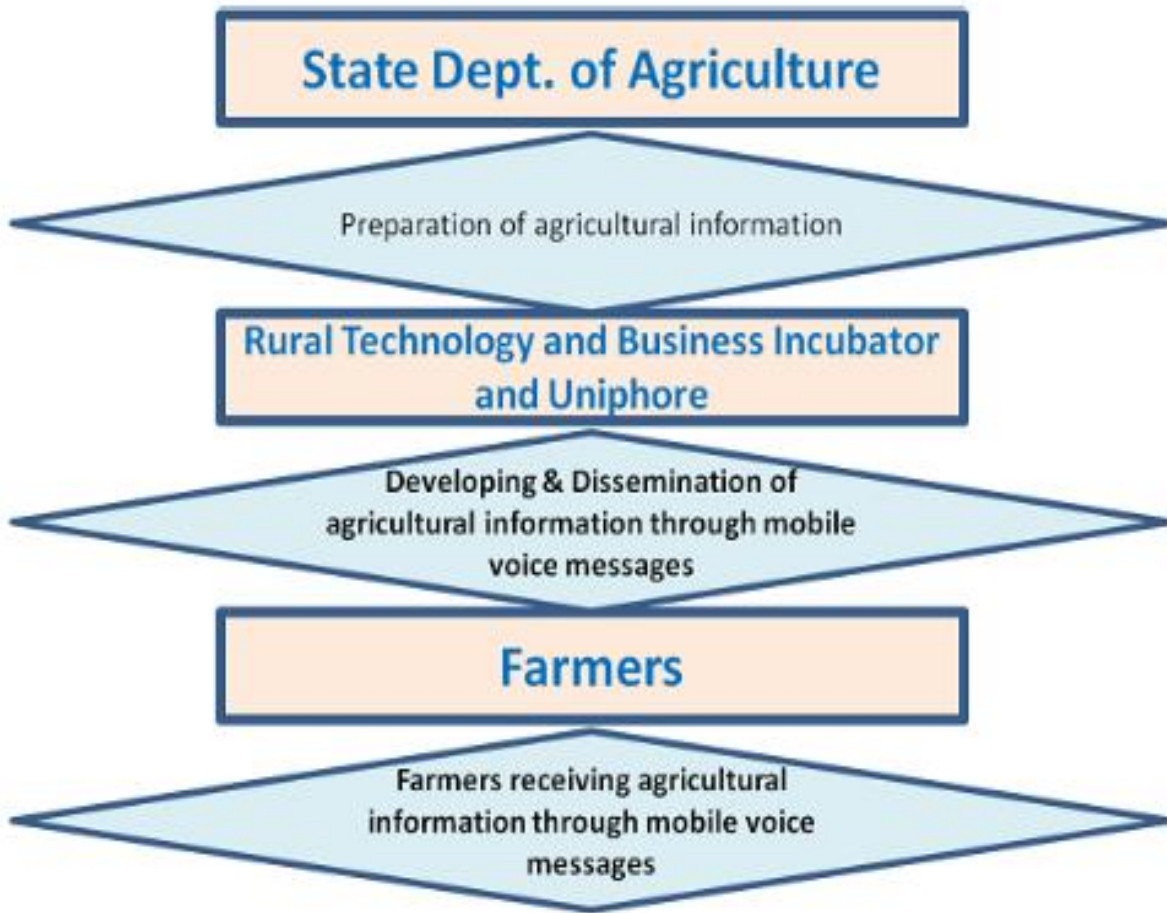 State Dept. of Agriculture
Preparation of agricultural information
Rural Technology and Business Incubator
and Uniphore
Developing & Dissemination of
agricultural information through mobile
voice messages
Farmers
Farmers receiving agricultural
information through mobile voice
messages